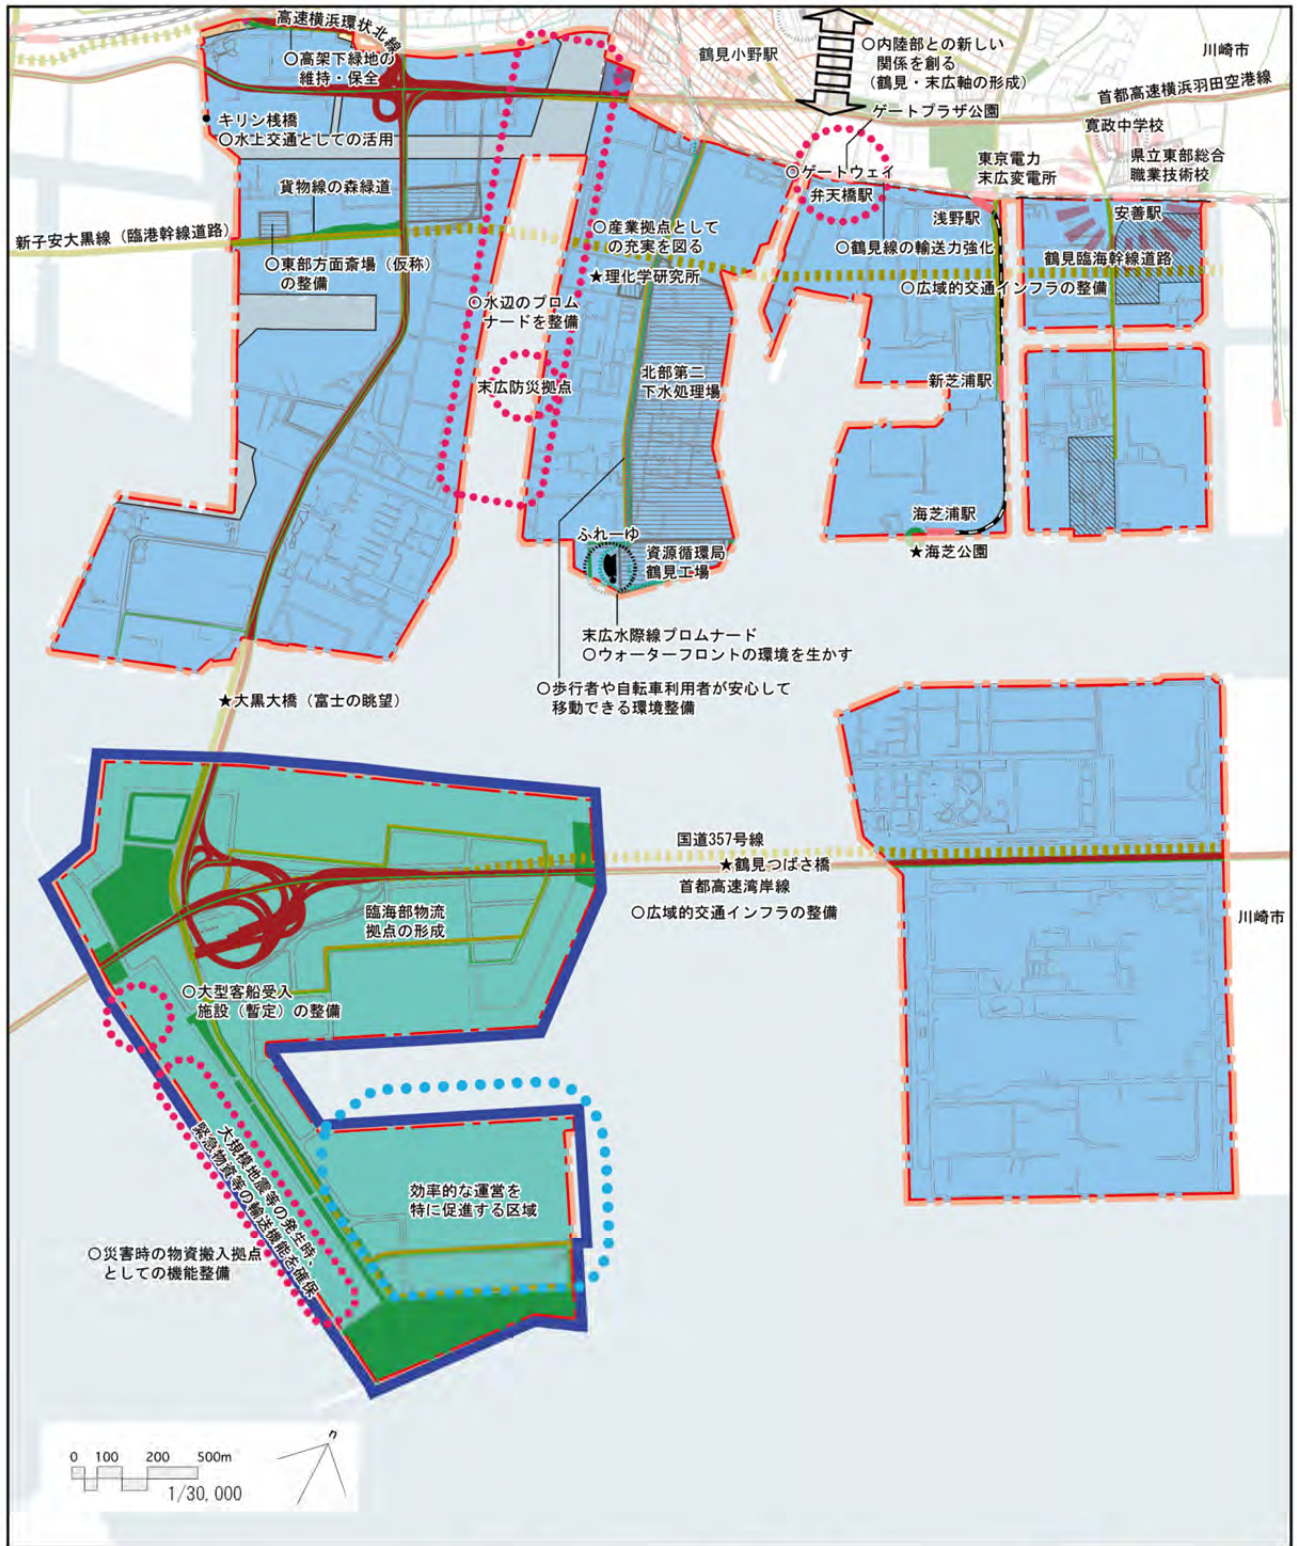 高速横浜環状北線
○高架下緑地の
維持・保全
鶴見小野駅
○内陸部との新しい
関係を創る
(鶴見・末広軸の形成)
川崎市
首都高速横浜羽田空港線
キリン桟橋
○水上交通としての活用
ゲートプラザ公園
寛政中学校
東京電力
末広変電所
県立東部総合
職業技術校
貨物線の森緑道
○ゲートウェイ
弁天橋駅
浅野駅
安善駅
新子安大黒線(臨港幹線道路)
○産業拠点として
の充実を図る
○鶴見線の輸送力強化
鶴見臨海幹線道路
○東部方面斎場(仮称)
の整備
★理化学研究所
○広域的交通インフラの整備
○水辺のプロム
ナードを整備
末広防災拠点
北部第二
下水処理場
新芝浦駅
海芝浦駅
★海芝公園
ふれーゆ
資源循環局
鶴見工場
末広水際線プロムナード
○ウォーターフロントの環境を生かす
○歩行者や自転車利用者が安心して
移動できる環境整備
★大黒大橋(富士の眺望)
国道357号線
★鶴見つばさ橋
首都高速湾岸線
○広域的交通インフラの整備
川崎市
臨海部物流
拠点の形成
○大型客船受入
施設(暫定)の整備
大規模地震等の発生時、
緊急物資等の輸送機能を確保
効率的な運営を
特に促進する区域
○災害時の物資搬入拠点
としての機能整備
n
0 100 200 500m
1/30,000